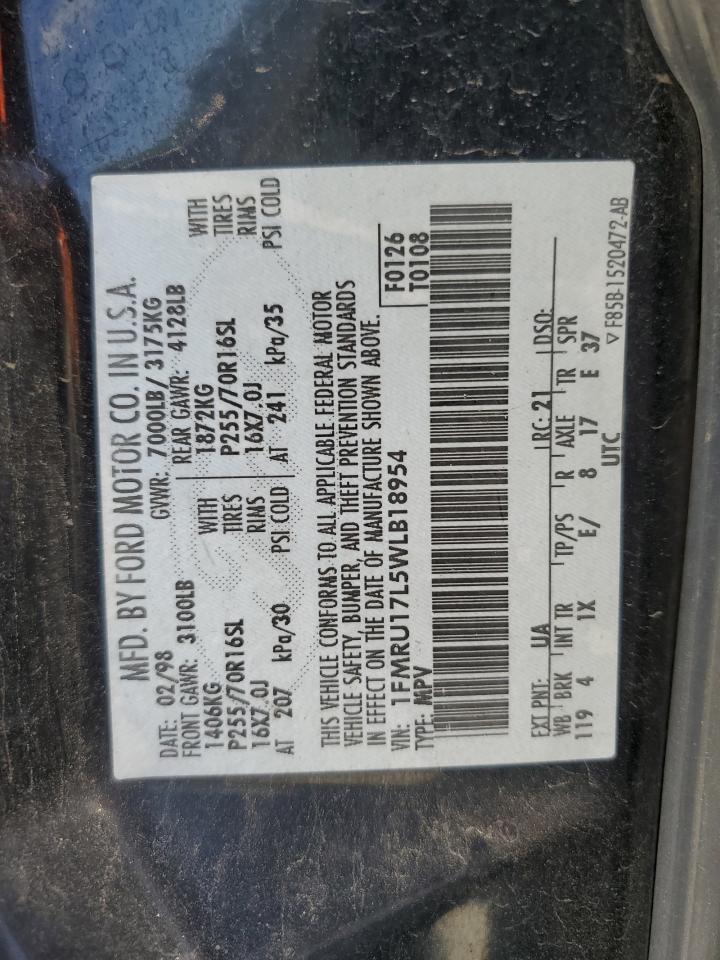 MFD. BY FORD MOTOR CO. IN U.S.A.
DATE: 02/98 GVWR: 7000LB/ 3175KG
FRONT GAWR: 3100LB REAR GAWR: 4128LB
1406KG WITH 1872KG WITH
P255/70R16SL TIRES P255/70R16SL TIRES
16X7.0J RIMS 16X7.0J RIMS
AT 207 kPa/30 PSI COLD AT 241 kPa/35 PSI COLD
THIS VEHICLE CONFORMS TO ALL APPLICABLE FEDERAL MOTOR
VEHICLE SAFETY, BUMPER, AND THEFT PREVENTION STANDARDS
IN EFFECT ON THE DATE OF MANUFACTURE SHOWN ABOVE.
VIN: 1FMRU17L5WLB18954 F0126
TYPE: MPV T0108
EXT PNT: UA RC: 21 DSO:
WB BRK INT TR TP/PS R AXLE TR SPR
119 4 1X E/ 8 17 E 37
UTC ▽ F85B-1520472-AB